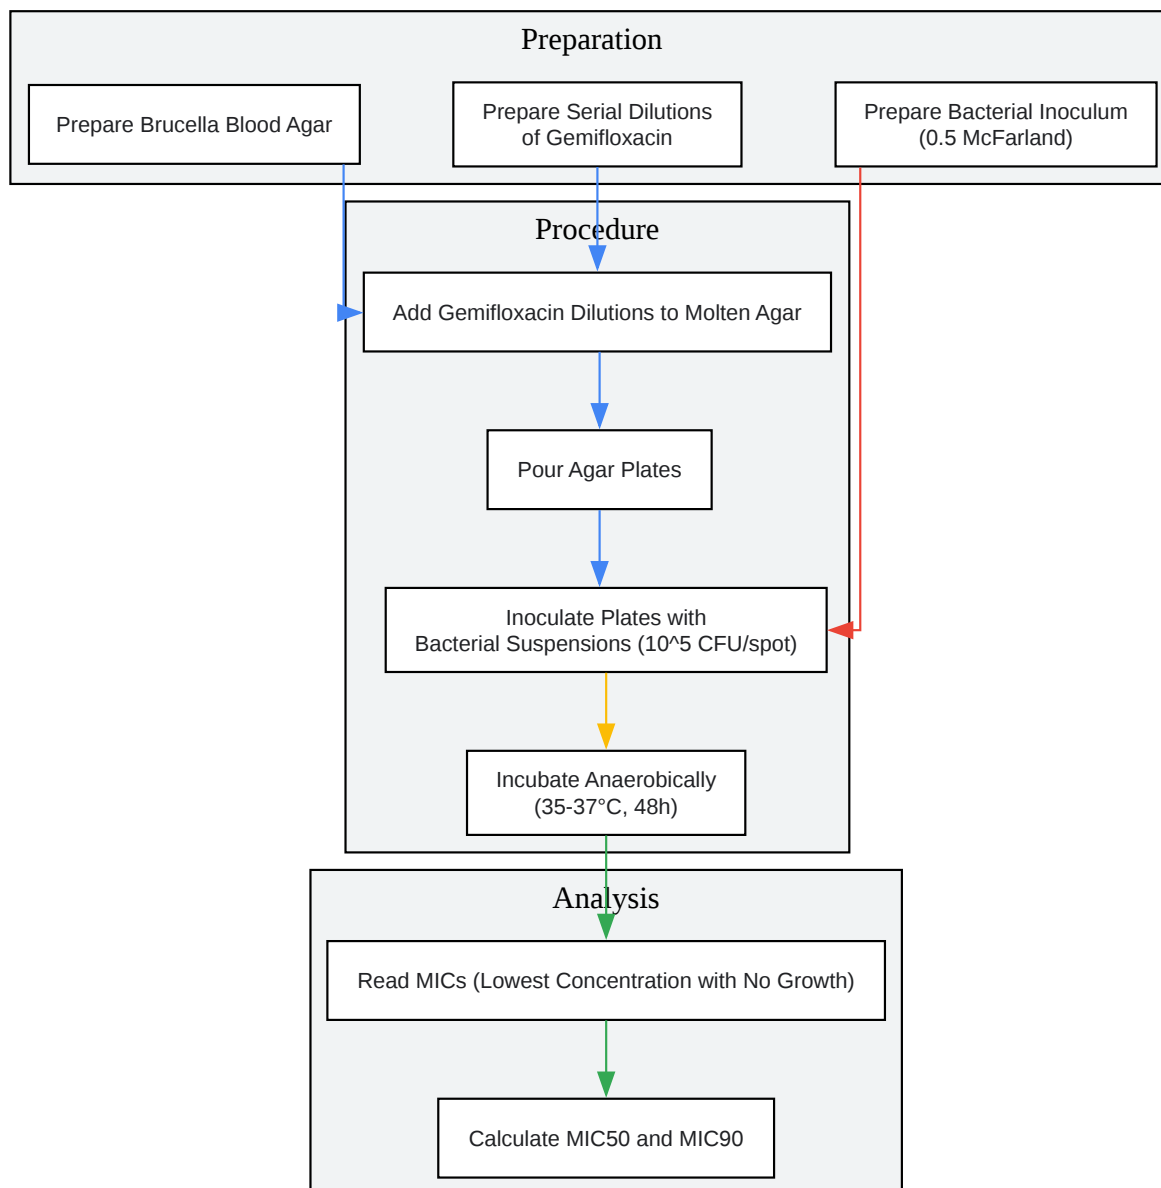 Preparation
Prepare Brucella Blood Agar
Prepare Serial Dilutions
of Gemifloxacin
Prepare Bacterial Inoculum
(0.5 McFarland)
Procedure
Add Gemifloxacin Dilutions to Molten Agar
Pour Agar Plates
Inoculate Plates with
Bacterial Suspensions (10^5 CFU/spot)
Incubate Anaerobically
(35-37°C, 48h)
Analysis
Read MICs (Lowest Concentration with No Growth)
Calculate MIC50 and MIC90